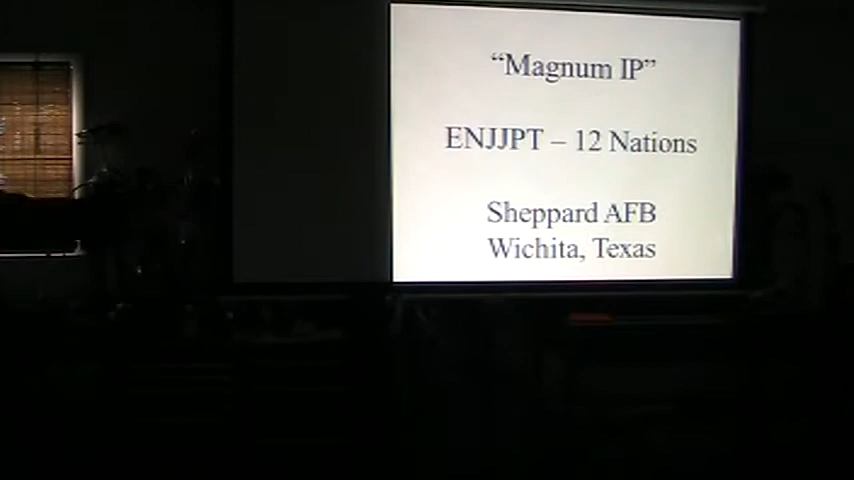 “Magnum IP”
ENJJPT – 12 Nations
Sheppard AFB
Wichita, Texas